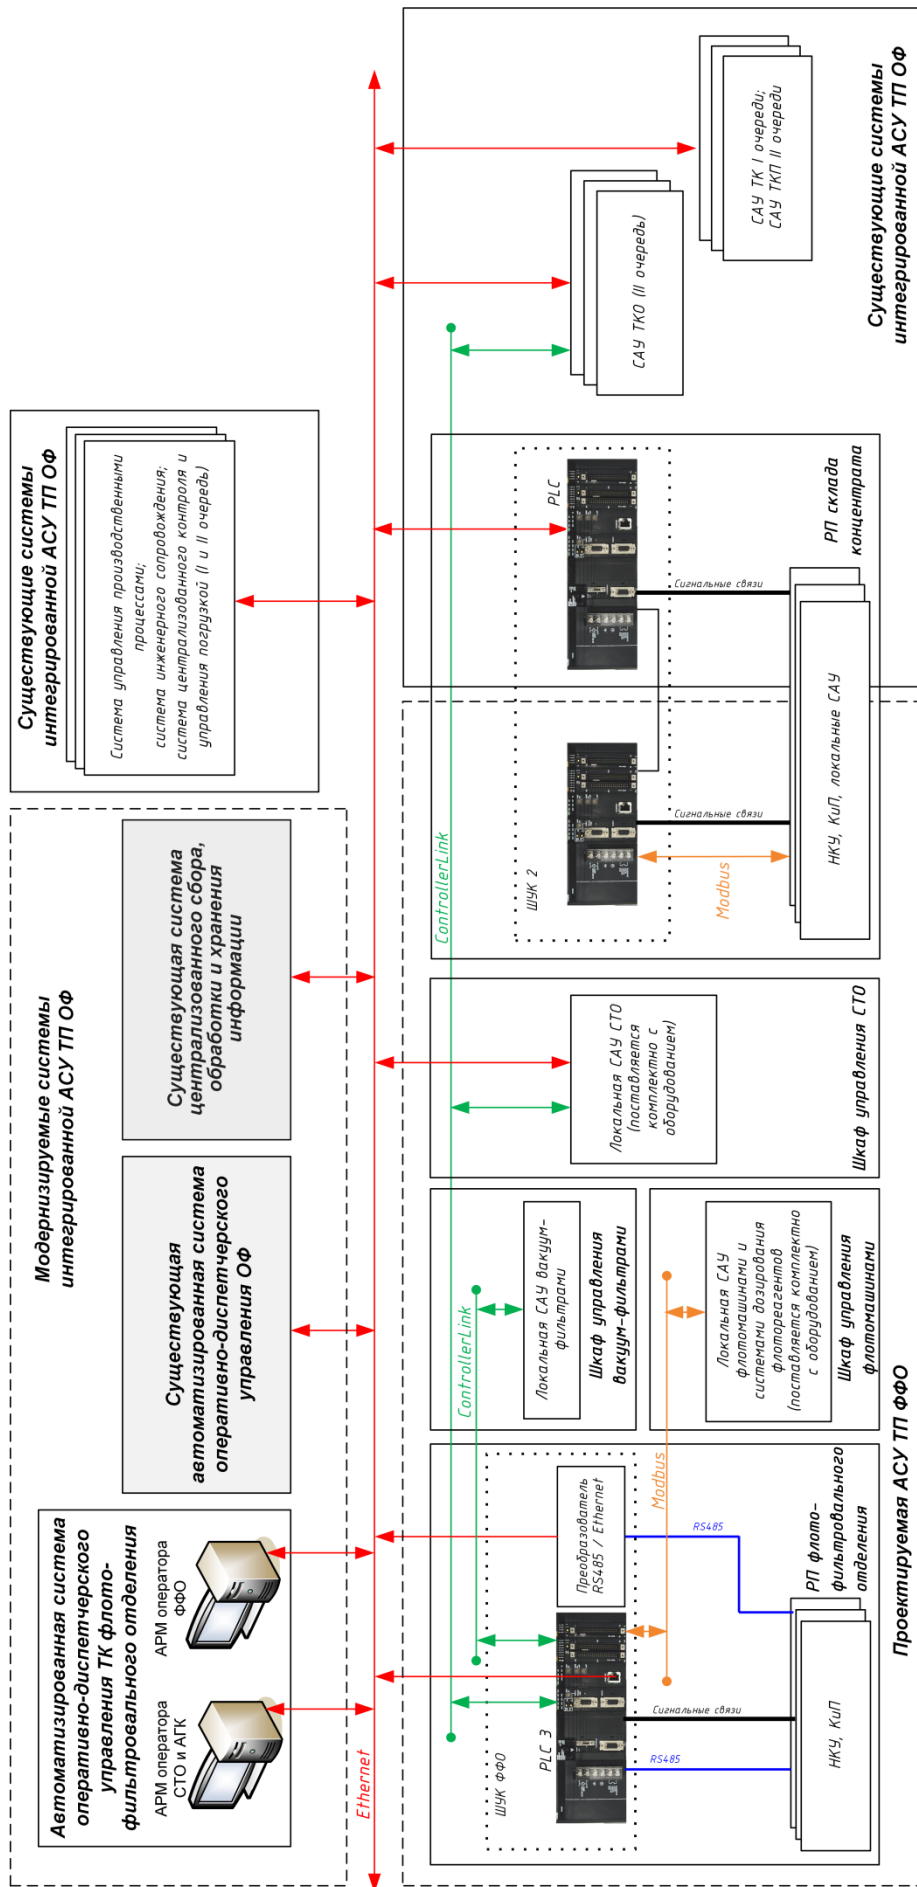 Модернизируемые системы
интегрированной АСУ ТП ОФ
Автоматизированная система
оперативно-диспетчерского
управления ТК флото-
фильтровального отделения
АРМ оператора
СТО и АГК
АРМ оператора
ФФО
Существующая
автоматизированная система
оперативно-диспетчерского
управления ОФ
Существующая система
централизованного сбора,
обработки и хранения
информации
Существующие системы
интегрированной АСУ ТП ОФ
Система управления производственными
процессами;
система инженерного сопровождения;
система централизованного контроля и
управления погрузкой (I и II очередь)
Ethernet
ControllerLink
ControllerLink
ШУК ФФО
PLC 3
Преобразователь
RS485 / Ethernet
RS485
Сигнальные связи
RS485
Modbus
НКУ, КиП
РП флото-
фильтровального
отделения
Локальная САУ вакуум-
фильтрами
Шкаф управления
вакуум-фильтрами
Локальная САУ
флотомашинами и
системами дозирования
флотореагентов
(поставляется комплектно
с оборудованием)
Шкаф управления
флотомашинами
Локальная САУ СТО
(поставляется
комплектно с
оборудованием)
Шкаф управления СТО
ШУК 2
PLC
Modbus
Сигнальные связи
Сигнальные связи
НКУ, КиП, локальные САУ
РП склада
концентрата
САУ ТКО (II очередь)
САУ ТК I очереди;
САУ ТКП II очереди
Существующие системы
интегрированной АСУ ТП ОФ
Проектируемая АСУ ТП ФФО